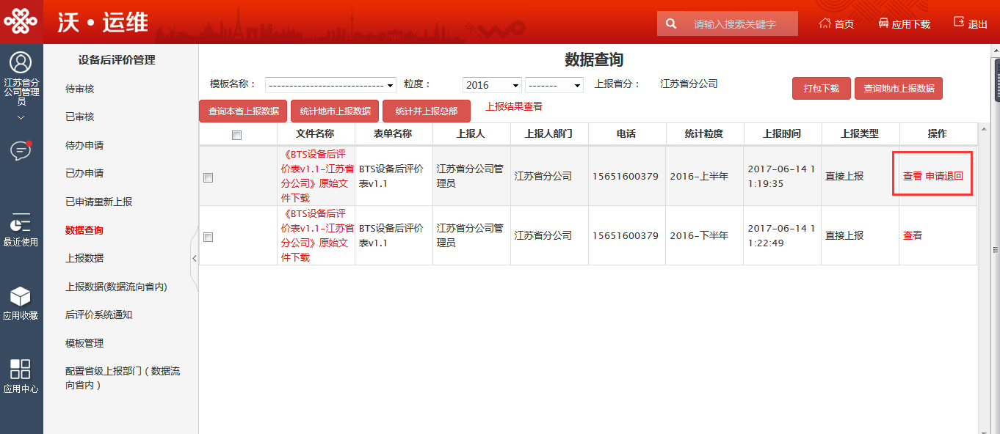 沃·运维
请输入搜索关键字
首页
应用下载
退出
江苏省分
公司管理
员
最近使用
应用收藏
应用中心
设备后评价管理
待审核
已审核
待办申请
已办申请
已申请重新上报
数据查询
上报数据
上报数据(数据流向省内)
后评价系统通知
模板管理
配置省级上报部门（数据流
向省内）
数据查询
模板名称： ------------------------------- 粒度： 2016 ------- 上报省分： 江苏省分公司
打包下载 查询地市上报数据
查询本省上报数据 统计地市上报数据 统计并上报总部 上报结果查看
文件名称 表单名称 上报人 上报人部门 电话 统计粒度 上报时间 上报类型 操作
《BTS设备后评
价表v1.1-江苏省
分公司》原始文
件下载
BTS设备后评价
表v1.1
江苏省分公司管
理员
江苏省分公司
15651600379
2016-上半年
2017-06-14 1
1:19:35
直接上报
查看 申请退回
《BTS设备后评
价表v1.1-江苏省
分公司》原始文
件下载
BTS设备后评价
表v1.1
江苏省分公司管
理员
江苏省分公司
15651600379
2016-下半年
2017-06-14 1
1:22:49
直接上报
查看